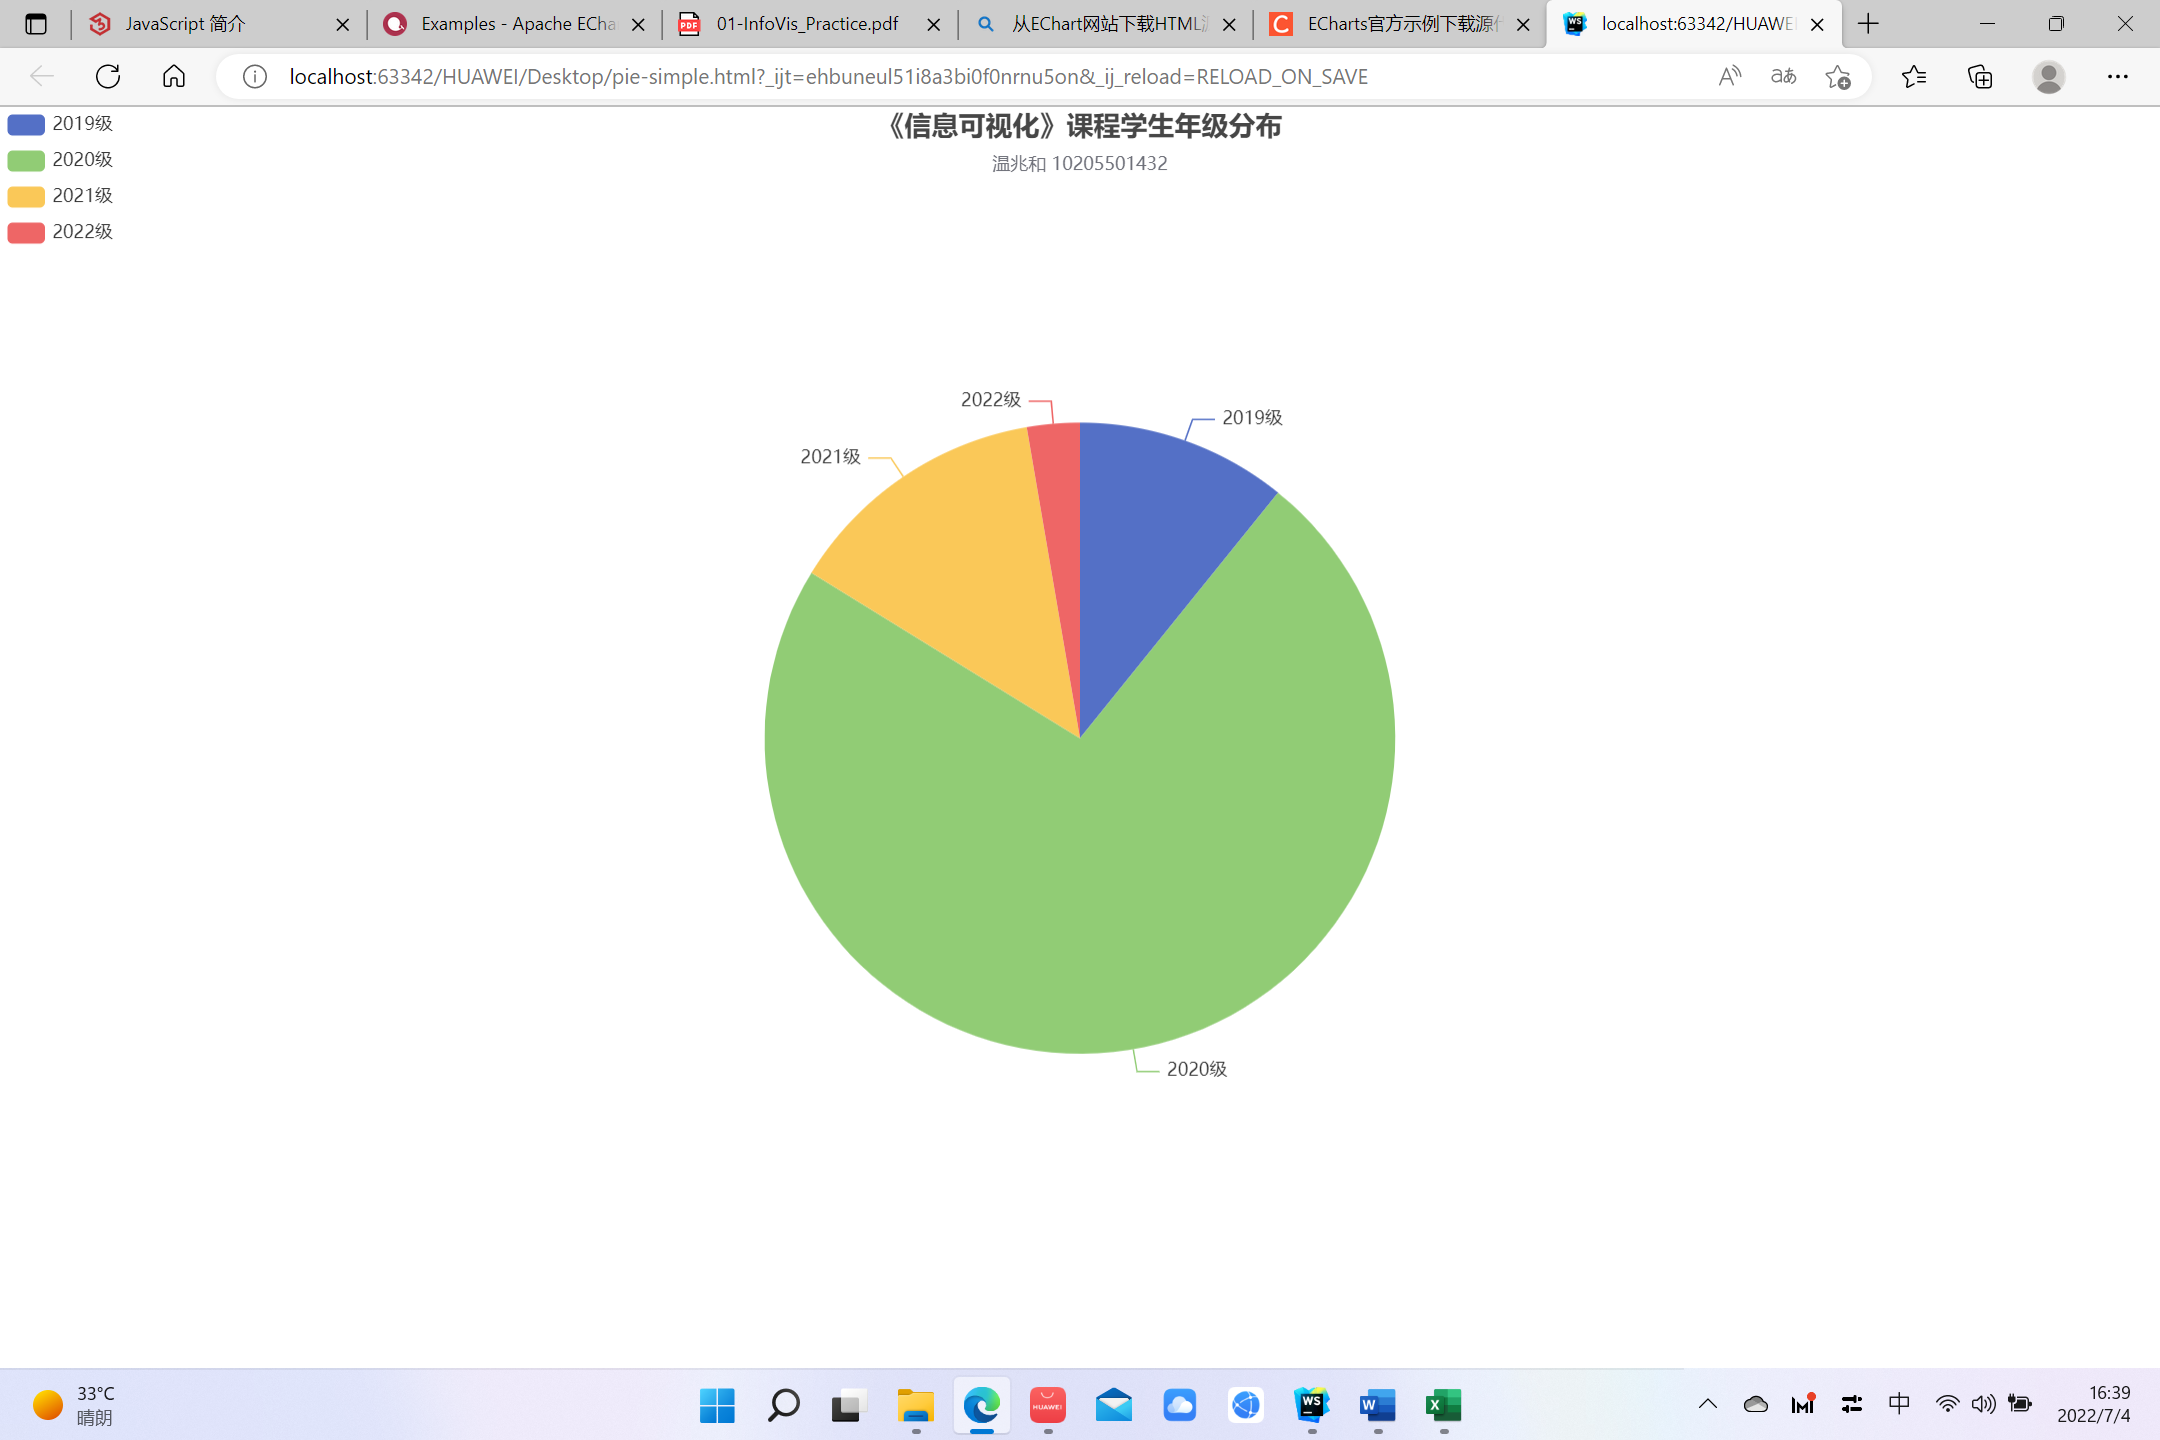 JavaScript 简介
Examples - Apache ECha
01-InfoVis_Practice.pdf
从EChart网站下载HTML
ECharts官方示例下载源
localhost:63342/HUAWEI
localhost:63342/HUAWEI/Desktop/pie-simple.html?_ijt=ehbuneul51i8a3bi0f0nrnu5on&_ij_reload=RELOAD_ON_SAVE
2019级
2020级
2021级
2022级
《信息可视化》课程学生年级分布
温兆和 10205501432
2022级
2019级
2021级
2020级
33°C
晴朗
HUAWEI
WS
W
X
中
16:39
2022/7/4